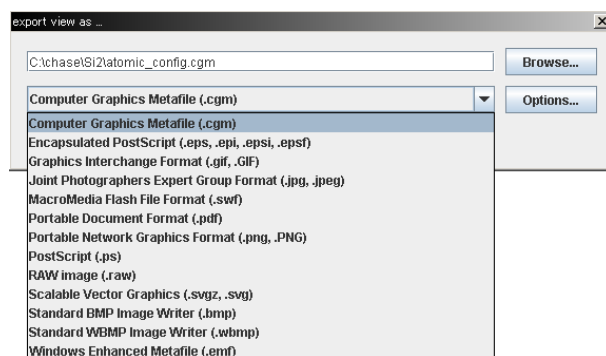 export view as ...
C:\chase\Si2\atomic_config.cgm
Browse...
Computer Graphics Metafile (.cgm)
Options...
Computer Graphics Metafile (.cgm)
Encapsulated PostScript (.eps, .epi, .epsi, .epsf)
Graphics Interchange Format (.gif, .GIF)
Joint Photographers Expert Group Format (.jpg, .jpeg)
MacroMedia Flash File Format (.swf)
Portable Document Format (.pdf)
Portable Network Graphics Format (.png, .PNG)
PostScript (.ps)
RAW image (.raw)
Scalable Vector Graphics (.svgz, .svg)
Standard BMP Image Writer (.bmp)
Standard WBMP Image Writer (.wbmp)
Windows Enhanced Metafile (.emf)